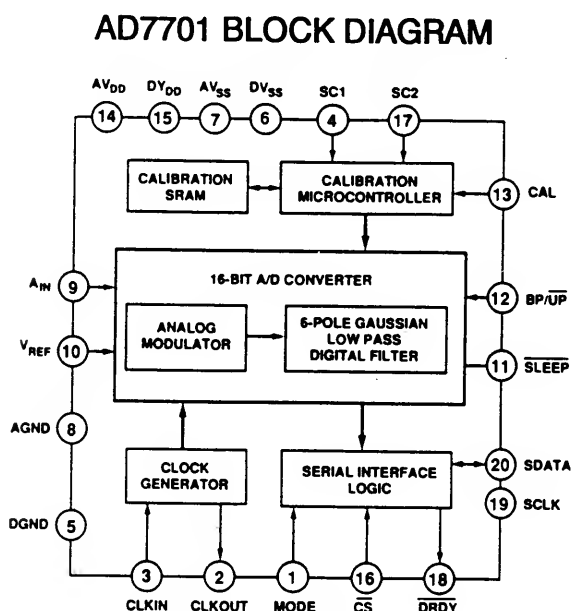 AD7701 BLOCK DIAGRAM
AVDD DYDD AVSS DVSS SC1 SC2
14 15 7 6 4 17
CALIBRATION SRAM
CALIBRATION MICROCONTROLLER
13 CAL
16-BIT A/D CONVERTER
AIN 9
12 BP/UP
ANALOG MODULATOR
6-POLE GAUSSIAN LOW PASS DIGITAL FILTER
VREF 10
11 SLEEP
AGND 8
CLOCK GENERATOR
SERIAL INTERFACE LOGIC
20 SDATA
19 SCLK
DGND 5
3 2 1 16 18
CLKIN CLKOUT MODE CS DRDY